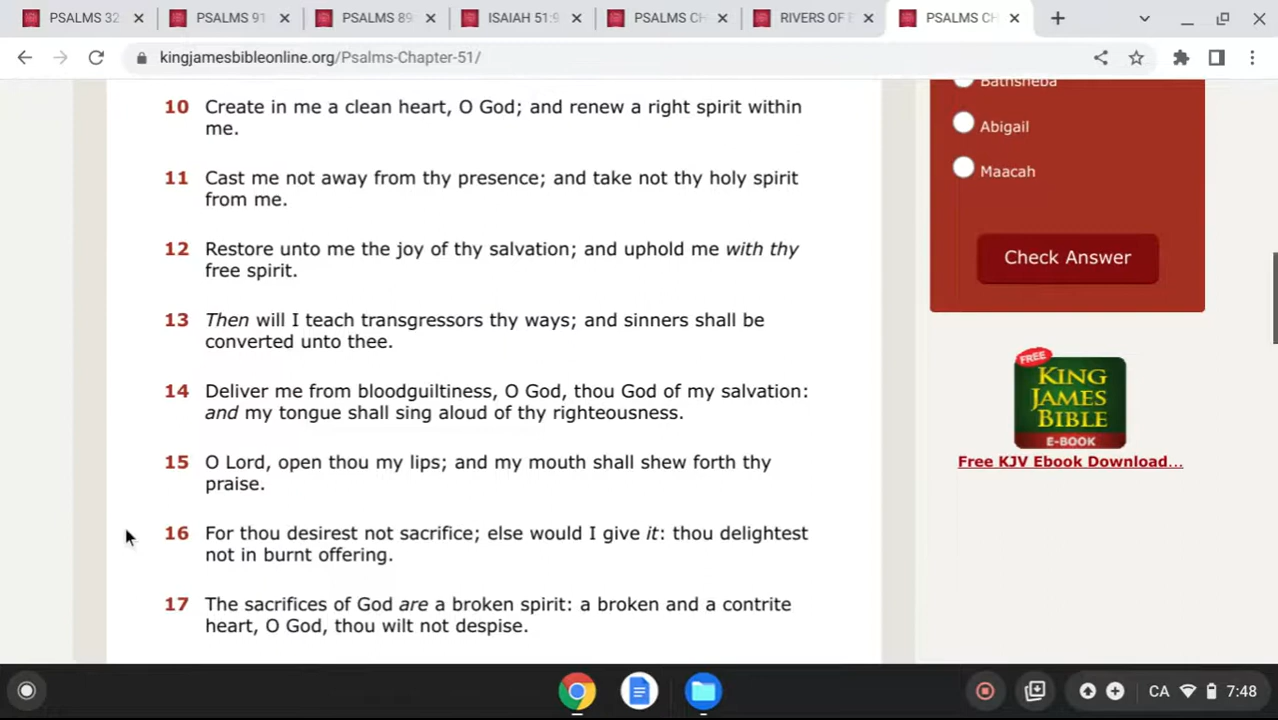 PSALMS 32
PSALMS 91
PSALMS 89
ISAIAH 51:9
PSALMS CH
RIVERS OF E
PSALMS CH
kingjamesbibleonline.org/Psalms-Chapter-51/
10 Create in me a clean heart, O God; and renew a right spirit within
me.
11 Cast me not away from thy presence; and take not thy holy spirit
from me.
12 Restore unto me the joy of thy salvation; and uphold me with thy
free spirit.
13 Then will I teach transgressors thy ways; and sinners shall be
converted unto thee.
14 Deliver me from bloodguiltiness, O God, thou God of my salvation:
and my tongue shall sing aloud of thy righteousness.
15 O Lord, open thou my lips; and my mouth shall shew forth thy
praise.
16 For thou desirest not sacrifice; else would I give it: thou delightest
not in burnt offering.
17 The sacrifices of God are a broken spirit: a broken and a contrite
heart, O God, thou wilt not despise.
Bathsheba
Abigail
Maacah
Check Answer
FREE
KING
JAMES
BIBLE
E-BOOK
Free KJV Ebook Download...
CA 7:48